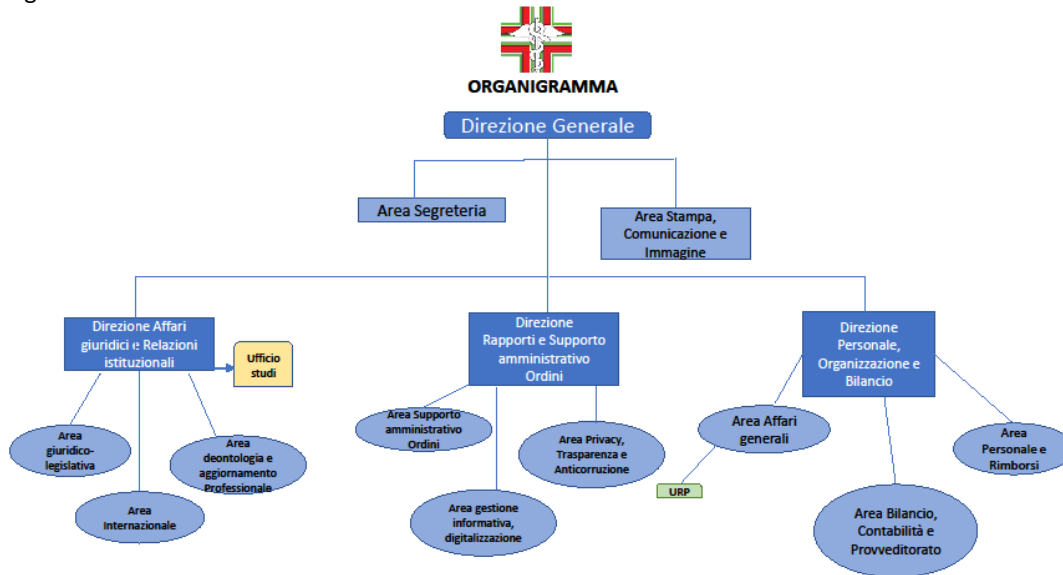 ORGANIGRAMMA
Direzione Generale
Area Segreteria
Area Stampa,
Comunicazione e
Immagine
Direzione Affari
giuridici e Relazioni
istituzionali
Ufficio
studi
Area
giuridico-
legislativa
Area
Internazionale
Area
deontologia e
aggiornamento
Professionale
Direzione
Rapporti e Supporto
amministrativo
Ordini
Area Supporto
amministrativo
Ordini
Area gestione
informativa,
digitalizzazione
Area Privacy,
Trasparenza e
Anticorruzione
Direzione
Personale,
Organizzazione e
Bilancio
Area Affari
generali
URP
Area Bilancio,
Contabilità e
Provveditorato
Area
Personale e
Rimborsi